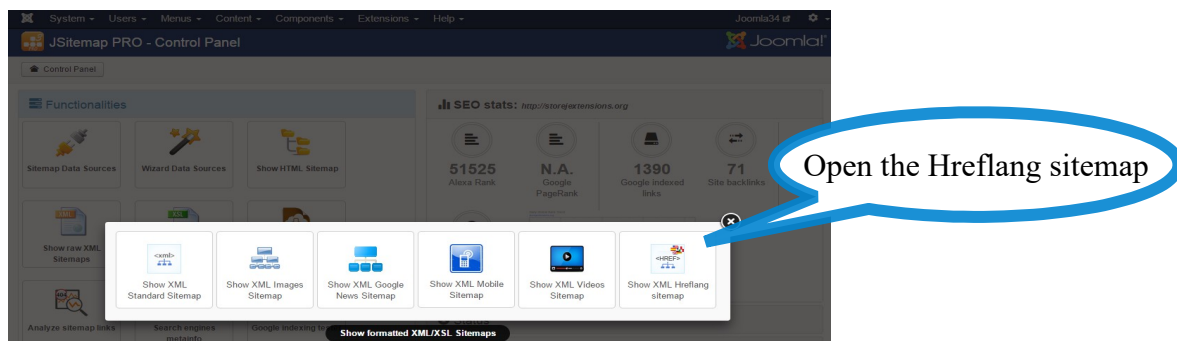 System Users Menus Content Components Extensions Help Joomla34
JSitemap PRO - Control Panel Joomla!
Control Panel
Functionalities
SEO stats: http://storejextensions.org
Sitemap Data Sources Wizard Data Sources Show HTML Sitemap
51525 N.A. 1390 71
Alexa Rank Google PageRank Google indexed links Site backlinks
Open the Hreflang sitemap
Show raw XML Sitemaps
Show XML Standard Sitemap
Show XML Images Sitemap
Show XML Google News Sitemap
Show XML Mobile Sitemap
Show XML Videos Sitemap
<HREF>
Show XML Hreflang sitemap
Analyze sitemap links Search engines metainfo Google indexing
Show formatted XML/XSL Sitemaps
Status